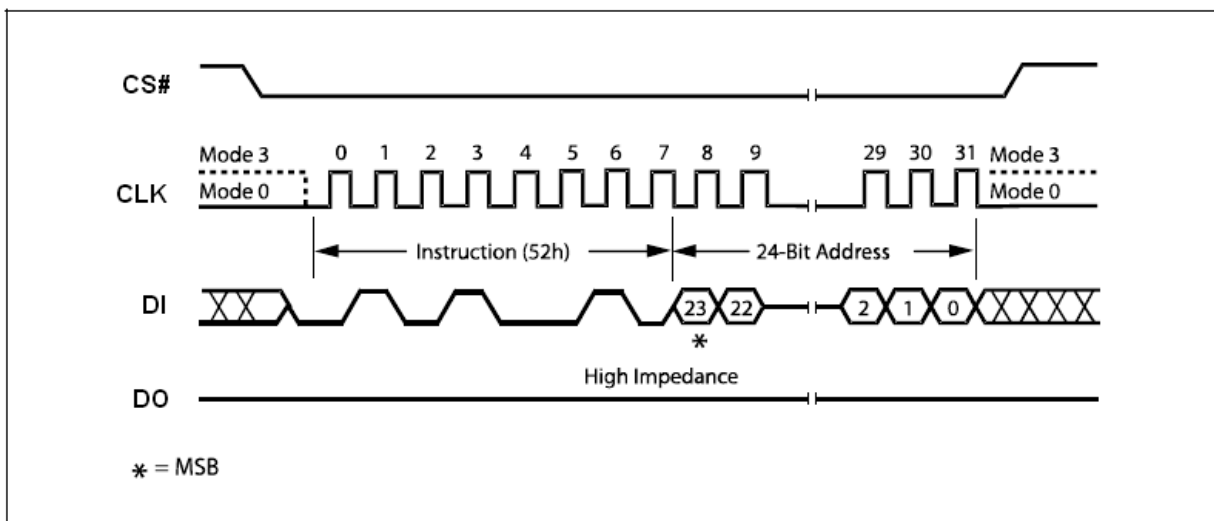 CS#
Mode 3 0 1 2 3 4 5 6 7 8 9 29 30 31 Mode 3
CLK Mode 0 Mode 0
Instruction (52h) 24-Bit Address
DI 23 22 2 1 0
*
High Impedance
DO
* = MSB